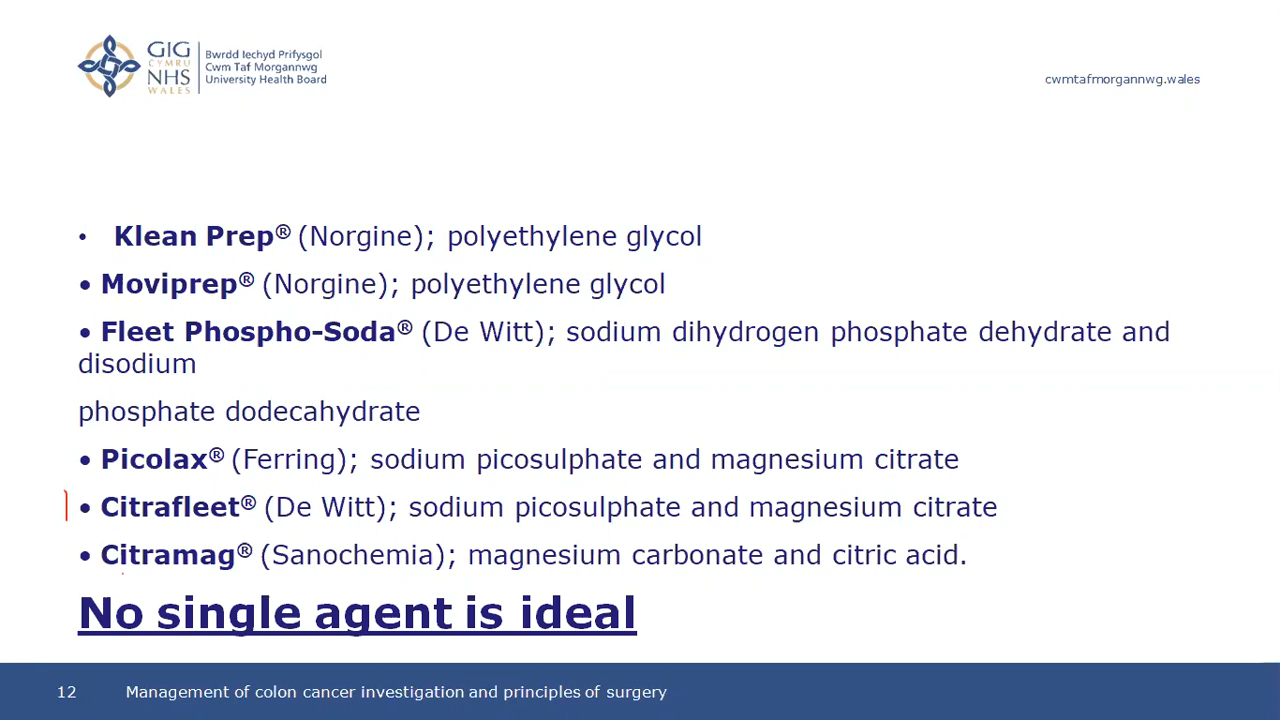 GIG
CYMRU
NHS
WALES
Bwrdd Iechyd Prifysgol
Cwm Taf Morgannwg
University Health Board
cwmtafmorgannwg.wales
• Klean Prep® (Norgine); polyethylene glycol
• Moviprep® (Norgine); polyethylene glycol
• Fleet Phospho-Soda® (De Witt); sodium dihydrogen phosphate dehydrate and
disodium
phosphate dodecahydrate
• Picolax® (Ferring); sodium picosulphate and magnesium citrate
• Citrafleet® (De Witt); sodium picosulphate and magnesium citrate
• Citramag® (Sanochemia); magnesium carbonate and citric acid.
No single agent is ideal
12 Management of colon cancer investigation and principles of surgery